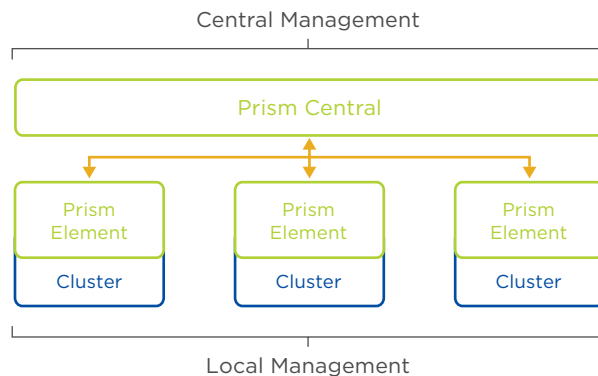 Central Management
Prism Central
Prism
Element
Cluster
Prism
Element
Cluster
Prism
Element
Cluster
Local Management